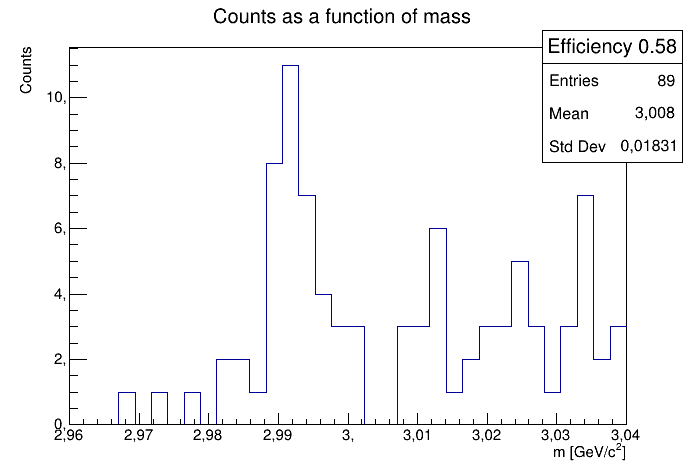 Counts as a function of mass
Efficiency 0.58
Entries 89
Mean 3,008
Std Dev 0,01831
Counts
10,
8,
6,
4,
2,
0,
2,96 2,97 2,98 2,99 3, 3,01 3,02 3,03 3,04
m [GeV/c²]